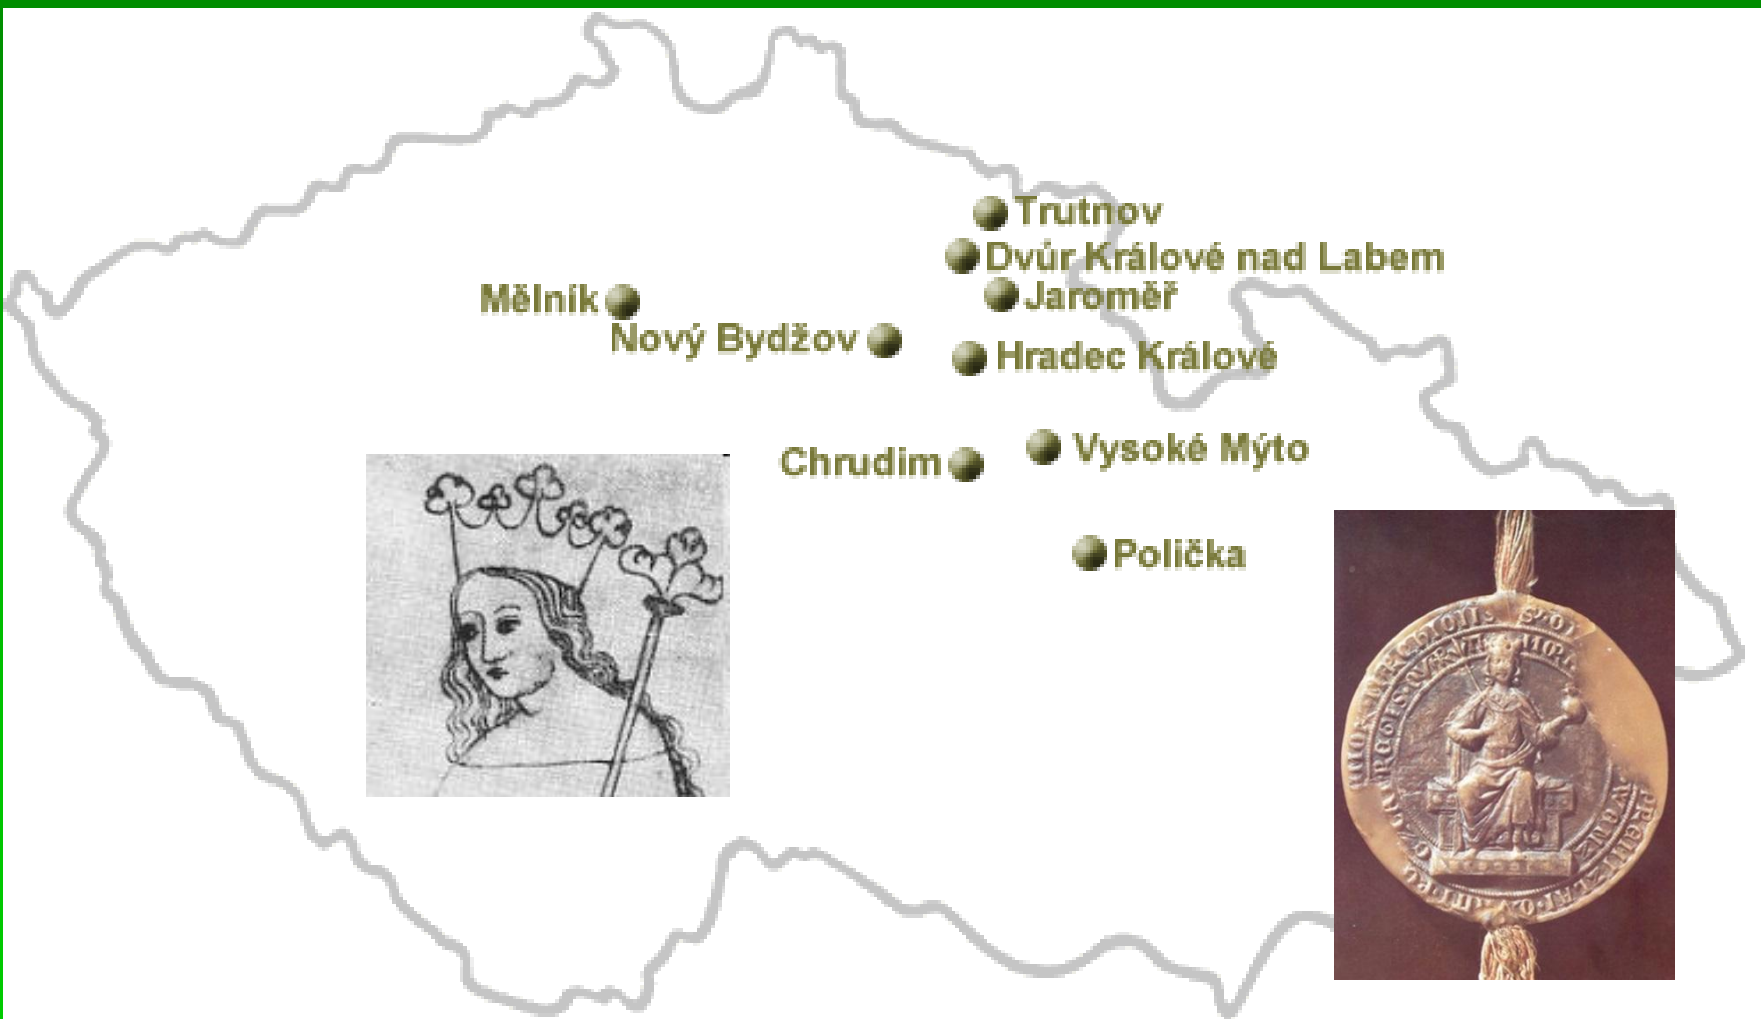 Trutnov
Dvůr Králové nad Labem
Mělník
Jaroměř
Nový Bydžov
Hradec Králové
Chrudim
Vysoké Mýto
Polička